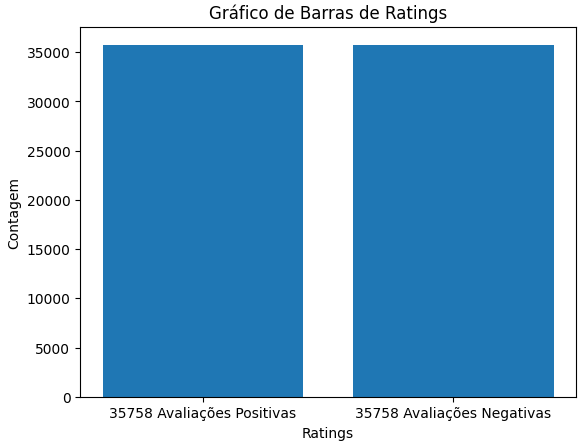 Gráfico de Barras de Ratings
35000
30000
25000
20000
15000
10000
5000
0
Contagem
35758 Avaliações Positivas
35758 Avaliações Negativas
Ratings